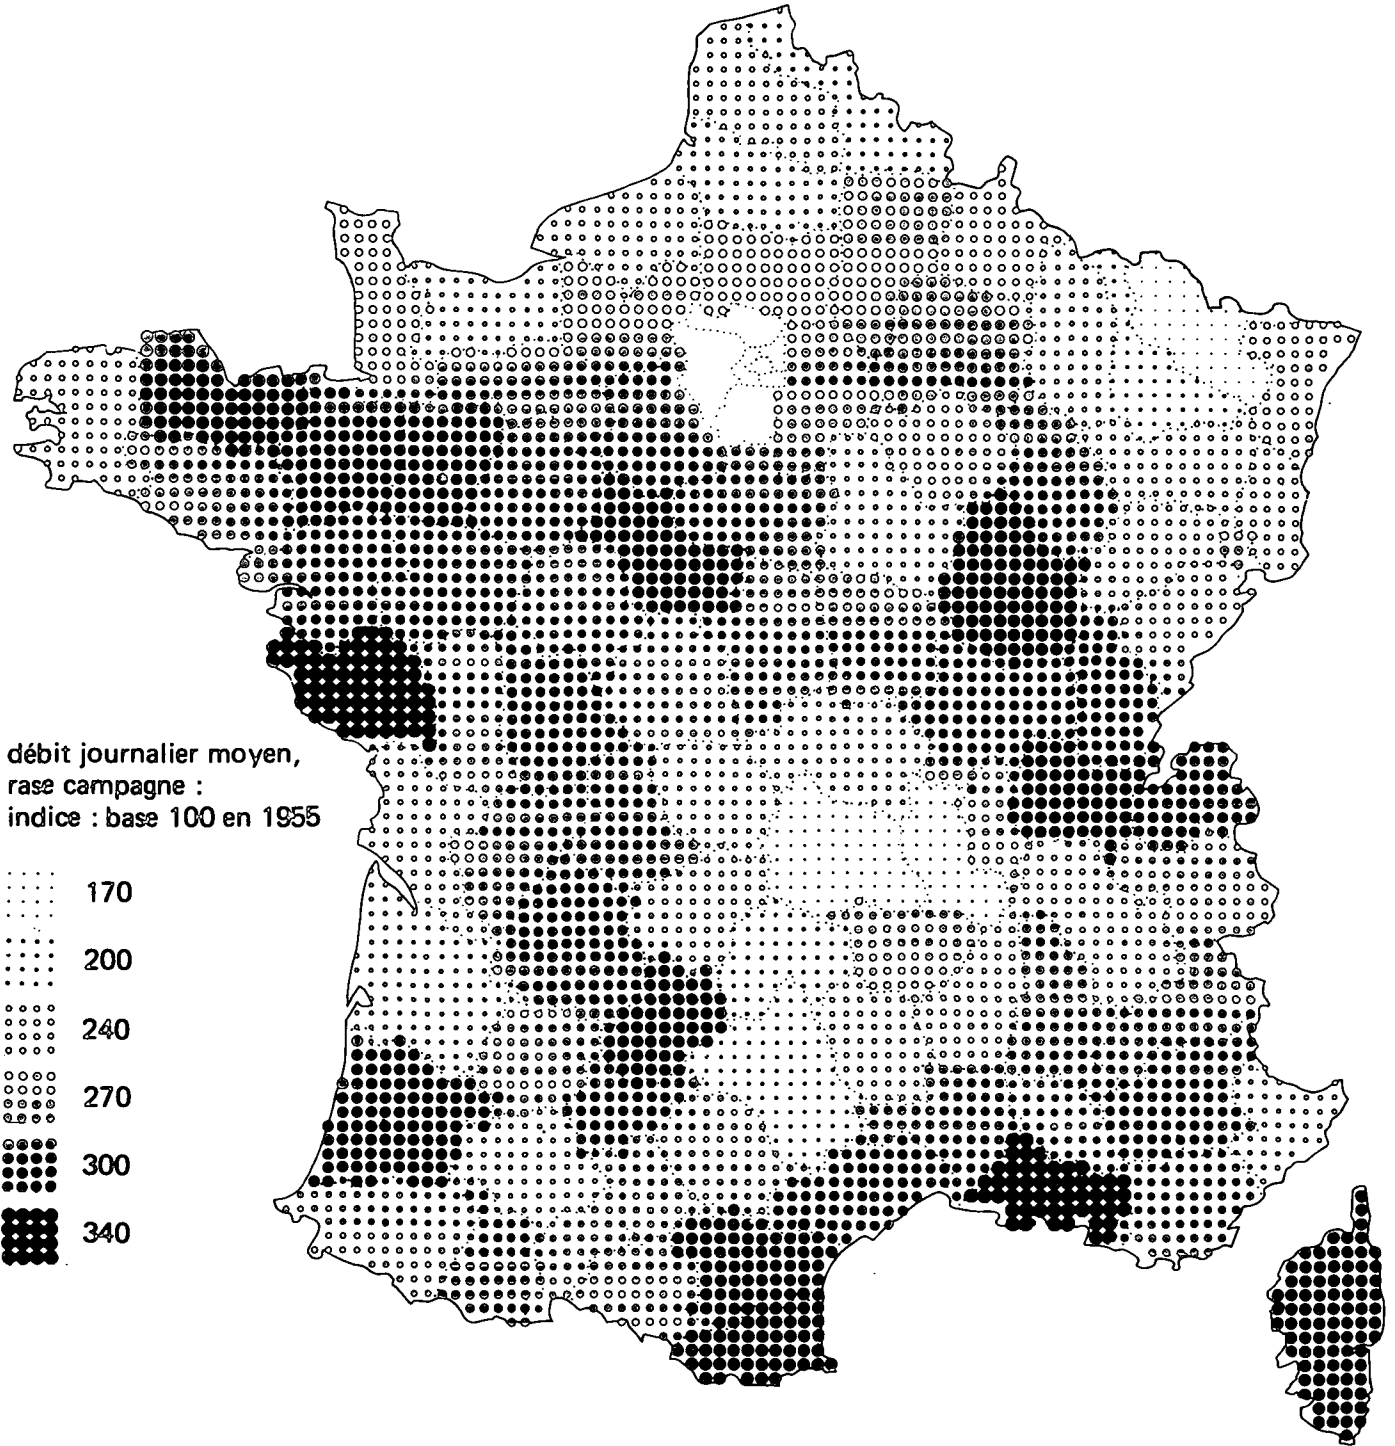 débit journalier moyen,
rase campagne :
indice : base 100 en 1955
170
200
240
270
300
340